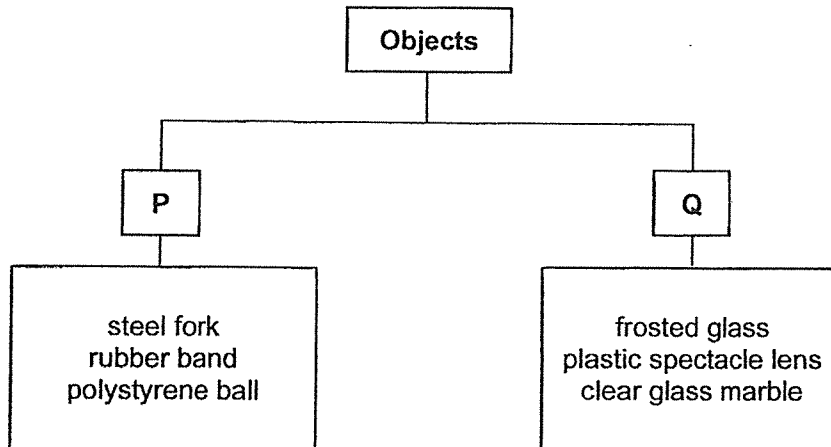 Objects
P
Q
steel fork
rubber band
polystyrene ball
frosted glass
plastic spectacle lens
clear glass marble